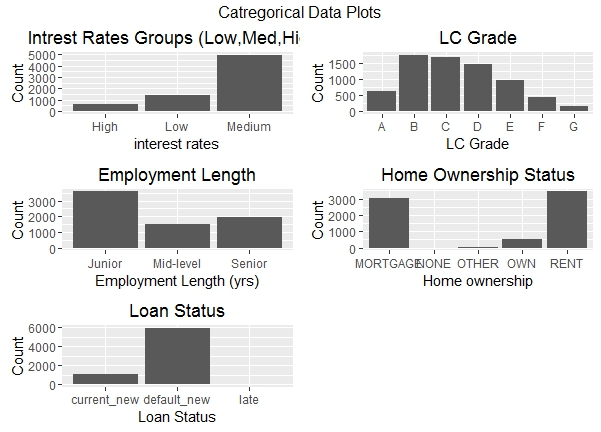 Catregorical Data Plots
Intrest Rates Groups (Low,Med,Hi
Count
5000
4000
3000
2000
1000
0
High Low Medium
interest rates
LC Grade
Count
1500
1000
500
0
A B C D E F G
LC Grade
Employment Length
Count
3000
2000
1000
0
Junior Mid-level Senior
Employment Length (yrs)
Home Ownership Status
Count
3000
2000
1000
0
MORTGAGE NONE OTHER OWN RENT
Home ownership
Loan Status
Count
6000
4000
2000
0
current_new default_new late
Loan Status